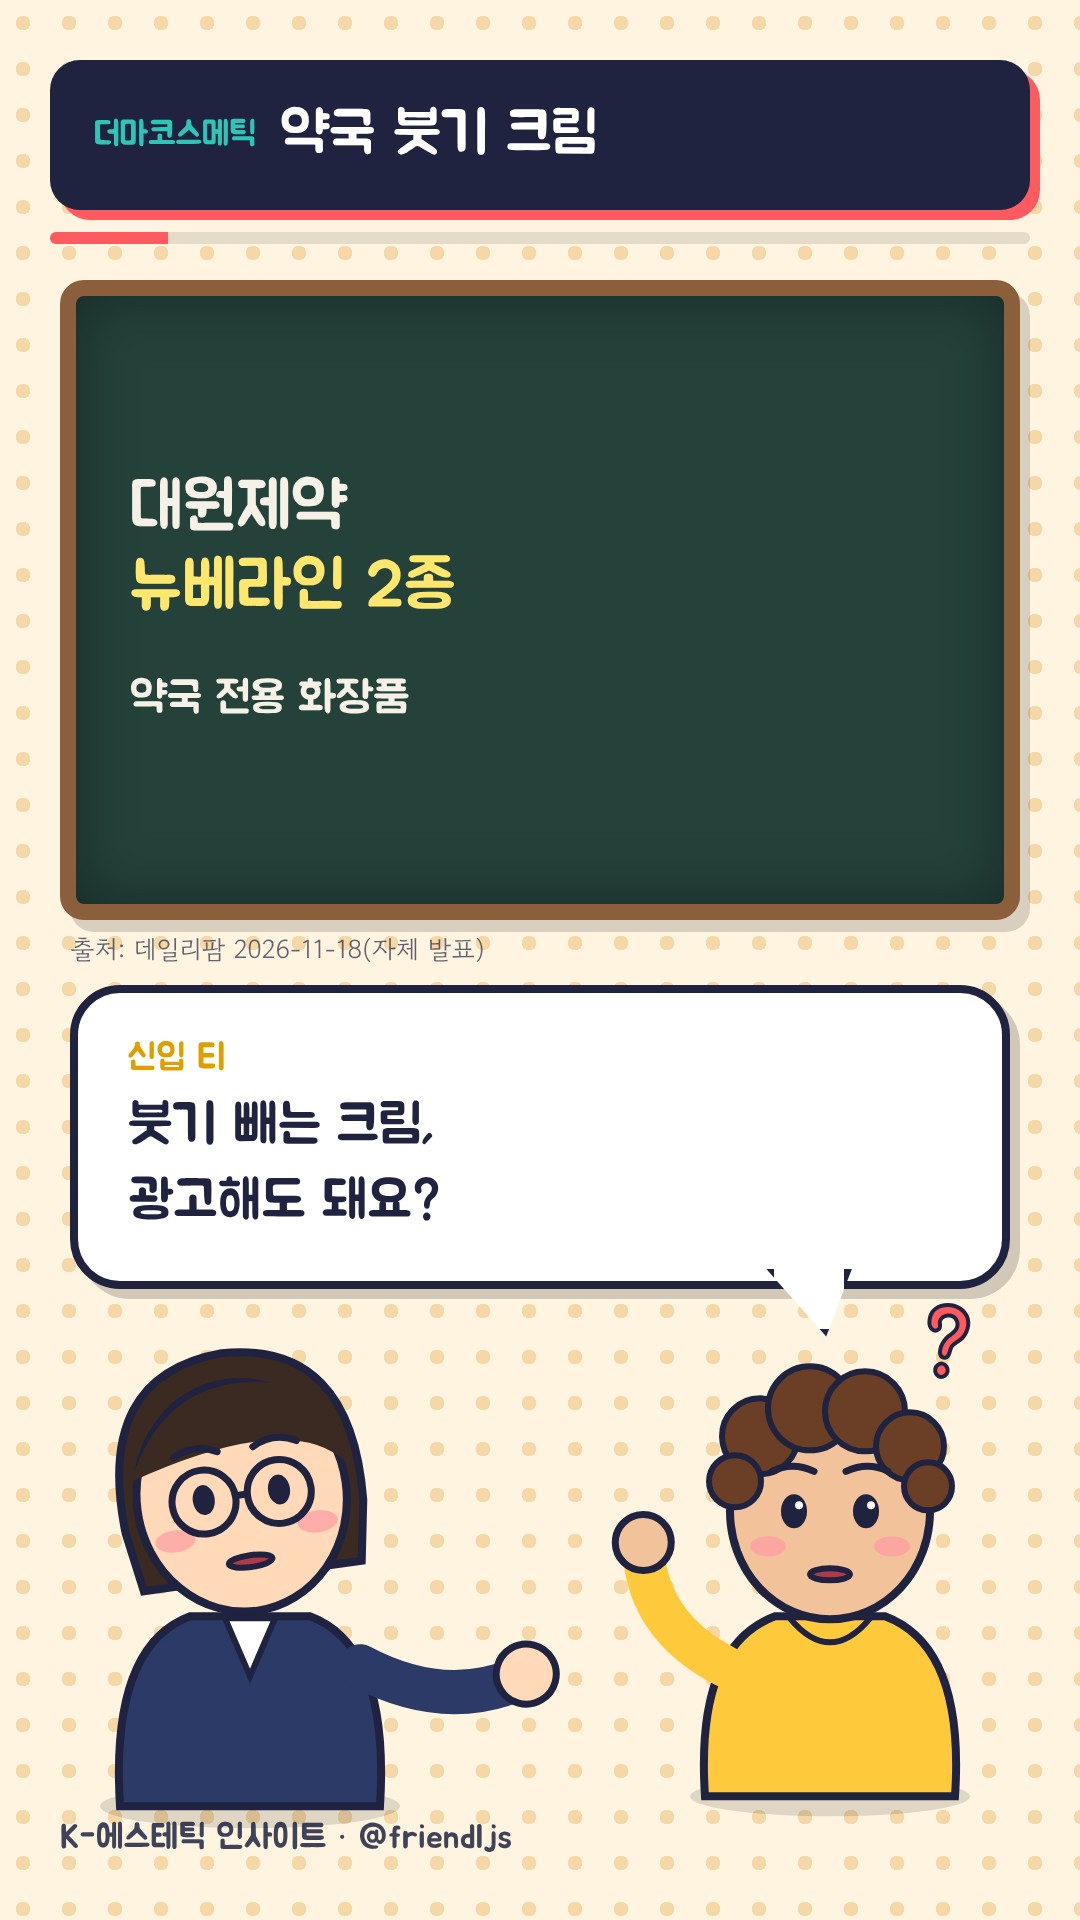 더마코스메틱 약국 붓기 크림
대원제약
뉴베라인 2종
약국 전용 화장품
출처: 데일리팜 2026-11-18(자체 발표)
신입 티
붓기 빼는 크림,
광고해도 돼요?
?
K-에스테틱 인사이트 · @friendljs